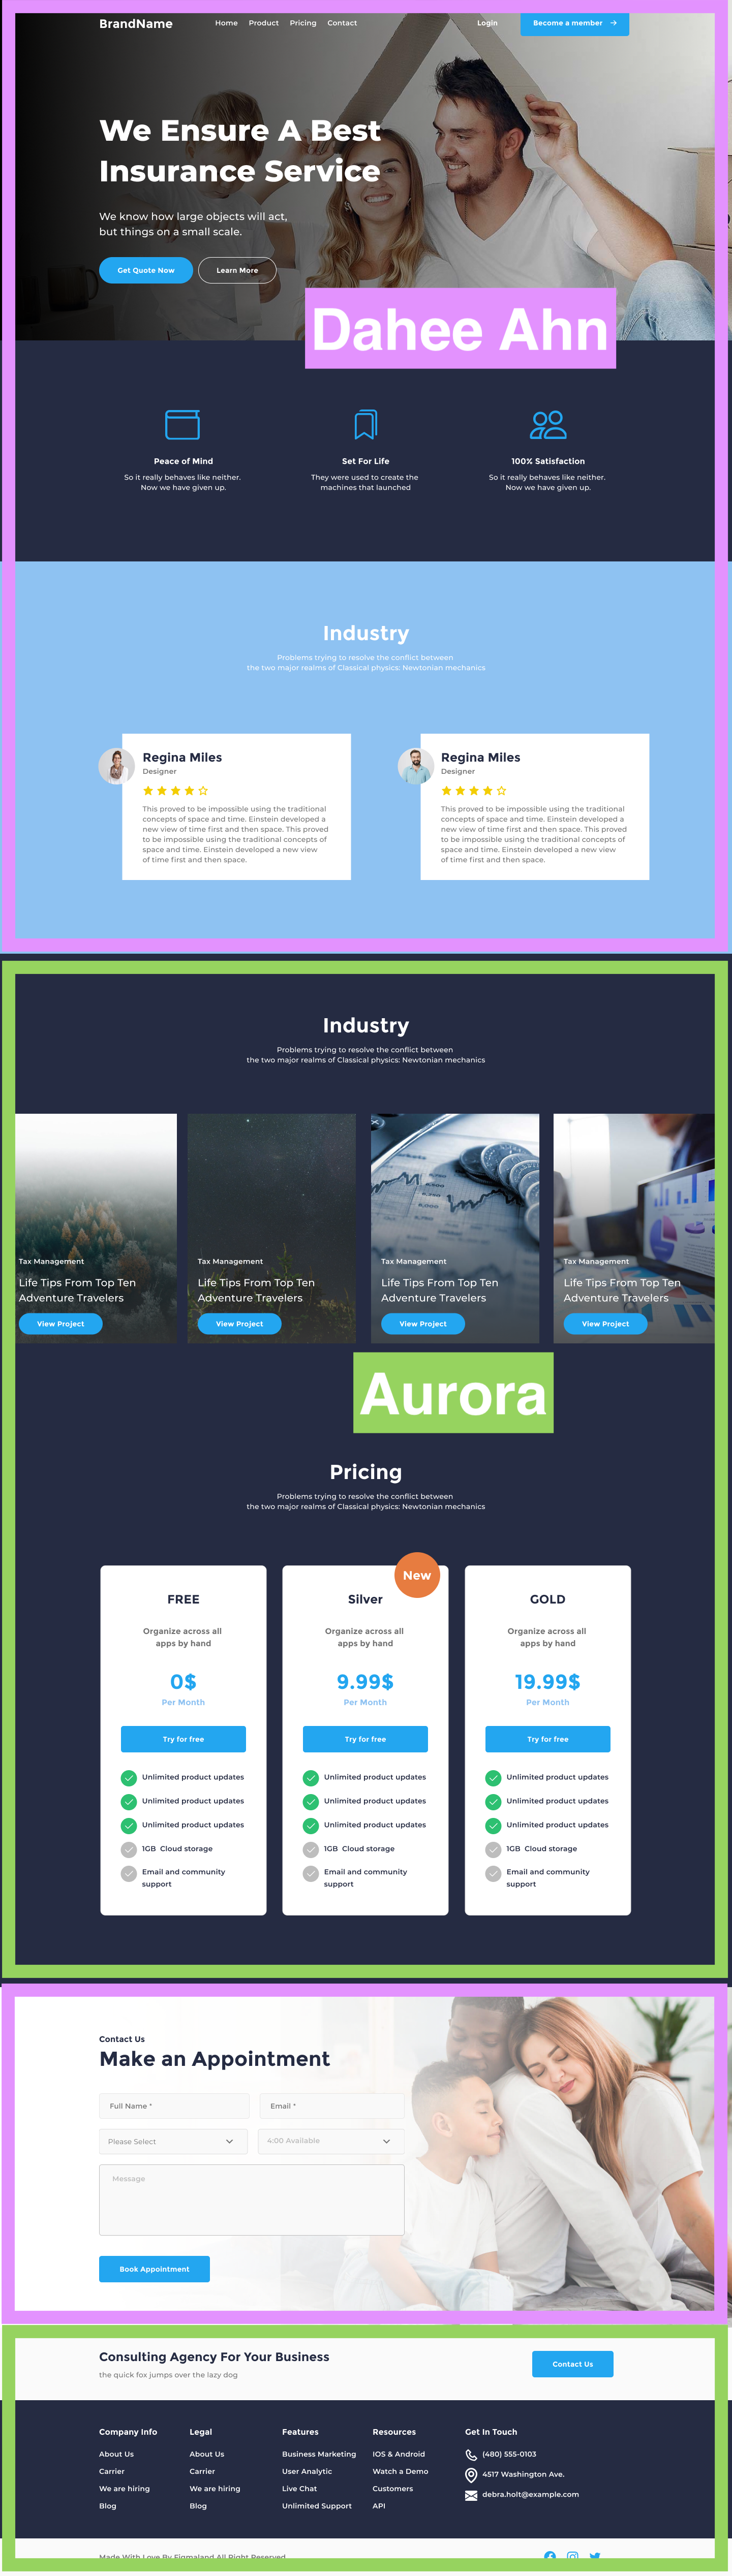 BrandName
Home Product Pricing Contact
Login
Become a member
We Ensure A Best
Insurance Service
We know how large objects will act,
but things on a small scale.
Get Quote Now
Learn More
Dahee Ahn
Peace of Mind
So it really behaves like neither.
Now we have given up.
Set For Life
They were used to create the
machines that launched
100% Satisfaction
So it really behaves like neither.
Now we have given up.
Industry
Problems trying to resolve the conflict between
the two major realms of Classical physics: Newtonian mechanics
Regina Miles
Designer
This proved to be impossible using the traditional
concepts of space and time. Einstein developed a
new view of time first and then space. This proved
to be impossible using the traditional concepts of
space and time. Einstein developed a new view
of time first and then space.
Regina Miles
Designer
This proved to be impossible using the traditional
concepts of space and time. Einstein developed a
new view of time first and then space. This proved
to be impossible using the traditional concepts of
space and time. Einstein developed a new view
of time first and then space.
Industry
Problems trying to resolve the conflict between
the two major realms of Classical physics: Newtonian mechanics
Tax Management
Life Tips From Top Ten
Adventure Travelers
View Project
Tax Management
Life Tips From Top Ten
Adventure Travelers
View Project
Tax Management
Life Tips From Top Ten
Adventure Travelers
View Project
Tax Management
Life Tips From Top Ten
Adventure Travelers
View Project
Aurora
Pricing
Problems trying to resolve the conflict between
the two major realms of Classical physics: Newtonian mechanics
FREE
Organize across all
apps by hand
0$
Per Month
Try for free
Unlimited product updates
Unlimited product updates
Unlimited product updates
1GB Cloud storage
Email and community
support
New
Silver
Organize across all
apps by hand
9.99$
Per Month
Try for free
Unlimited product updates
Unlimited product updates
Unlimited product updates
1GB Cloud storage
Email and community
support
GOLD
Organize across all
apps by hand
19.99$
Per Month
Try for free
Unlimited product updates
Unlimited product updates
Unlimited product updates
1GB Cloud storage
Email and community
support
Contact Us
Make an Appointment
Full Name *
Email *
Please Select
4:00 Available
Message
Book Appointment
Consulting Agency For Your Business
the quick fox jumps over the lazy dog
Contact Us
Company Info
About Us
Carrier
We are hiring
Blog
Legal
About Us
Carrier
We are hiring
Blog
Features
Business Marketing
User Analytic
Live Chat
Unlimited Support
Resources
IOS & Android
Watch a Demo
Customers
API
Get In Touch
(480) 555-0103
4517 Washington Ave.
debra.holt@example.com
Made With Love By Figmaland All Right Reserved